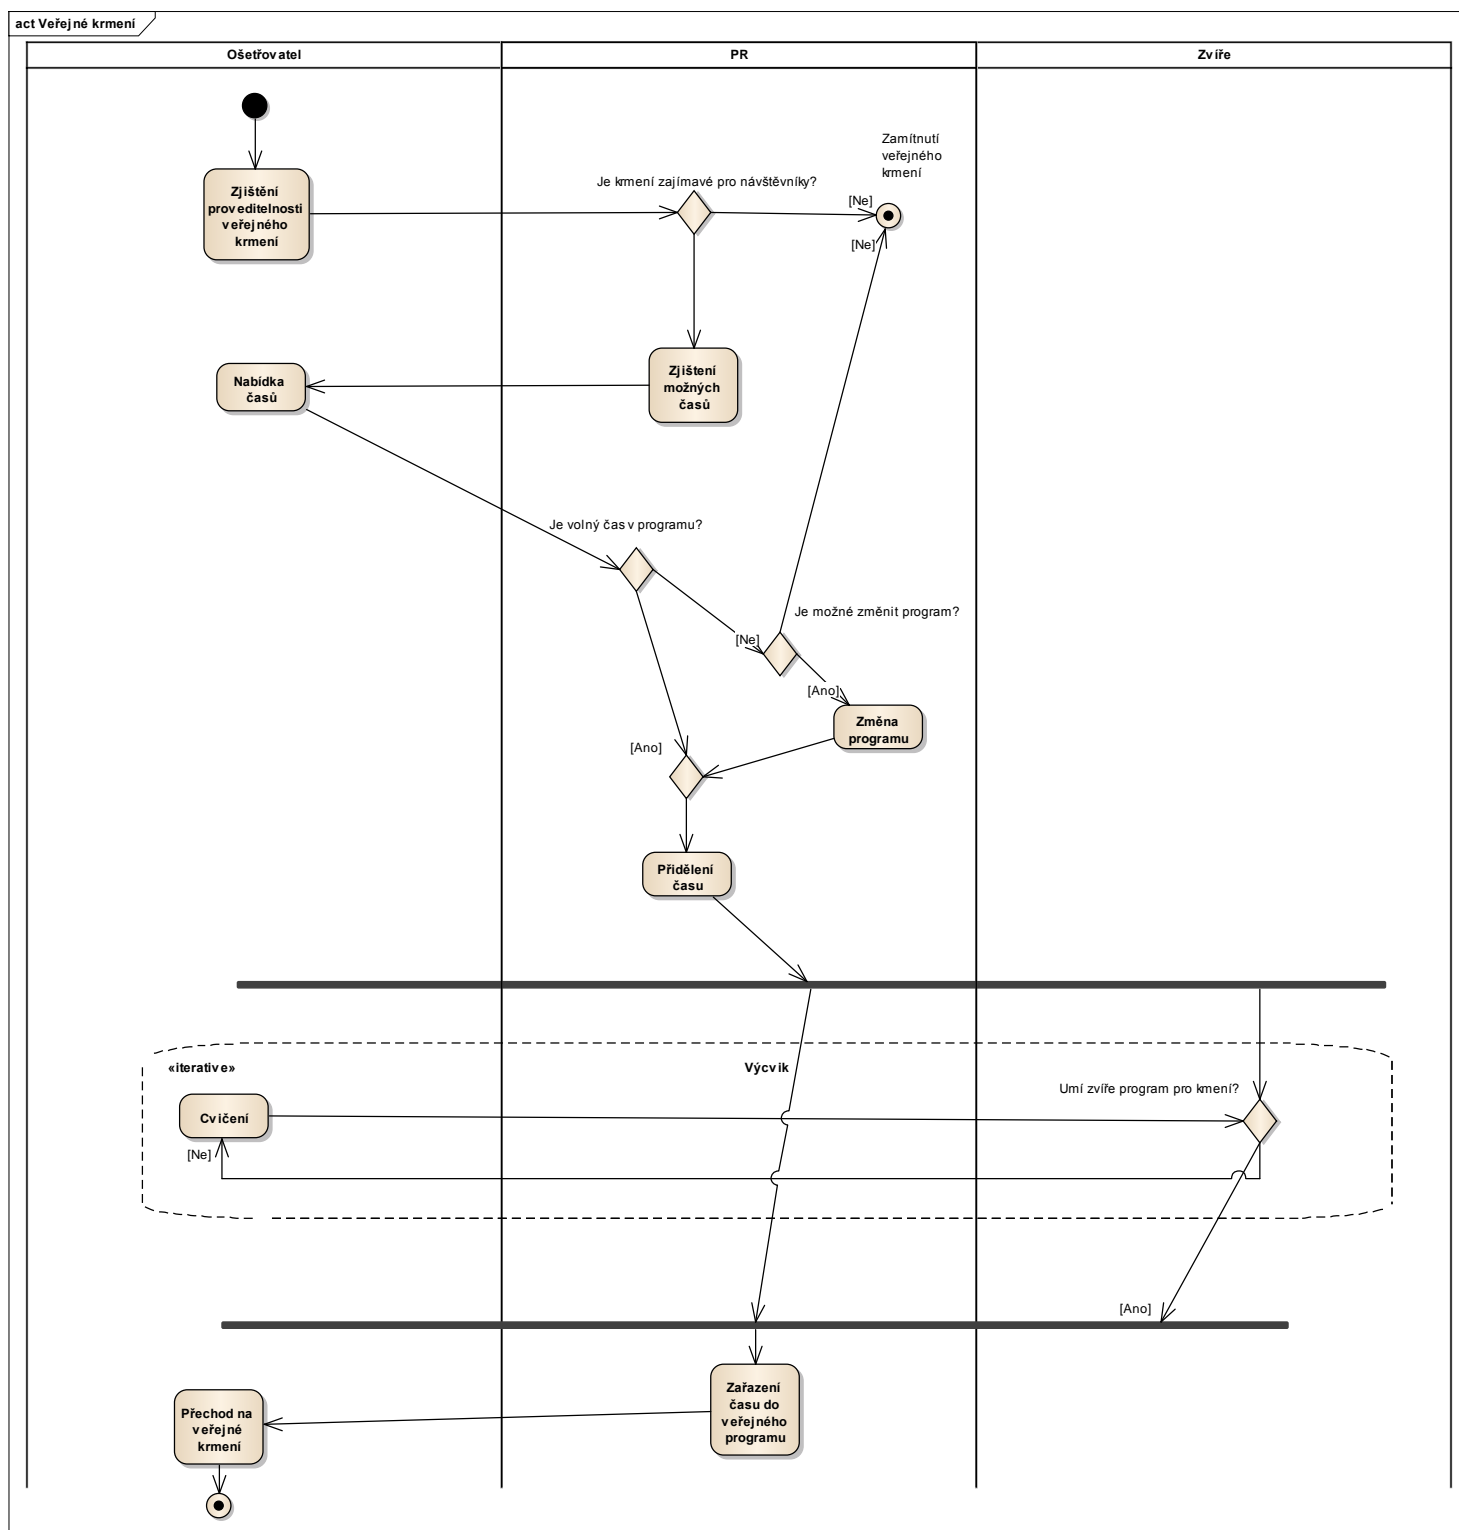 act Veřejné krmení
Ošetřovatel
PR
Zvíře
Zamítnutí
veřejného
krmení
Je krmení zajímavé pro návštěvníky?
Zjištění
proveditelnosti
veřejného
krmení
[Ne]
[Ne]
Zjištení
možných
časů
Nabídka
časů
Je volný čas v programu?
Je možné změnit program?
[Ne]
[Ano]
Změna
programu
[Ano]
Přidělení
času
«iterative»
Výcvik
Umí zvíře program pro kmení?
Cvičení
[Ne]
[Ano]
Zařazení
času do
veřejného
programu
Přechod na
veřejné
krmení